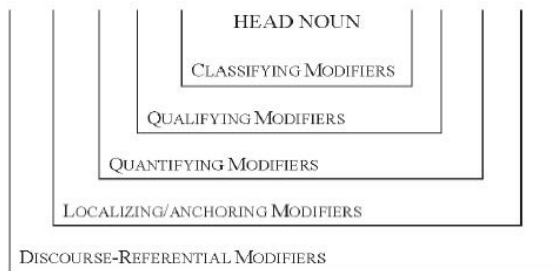 HEAD NOUN
CLASSIFYING MODIFIERS
QUALIFYING MODIFIERS
QUANTIFYING MODIFIERS
LOCALIZING/ANCHORING MODIFIERS
DISCOURSE-REFERENTIAL MODIFIERS